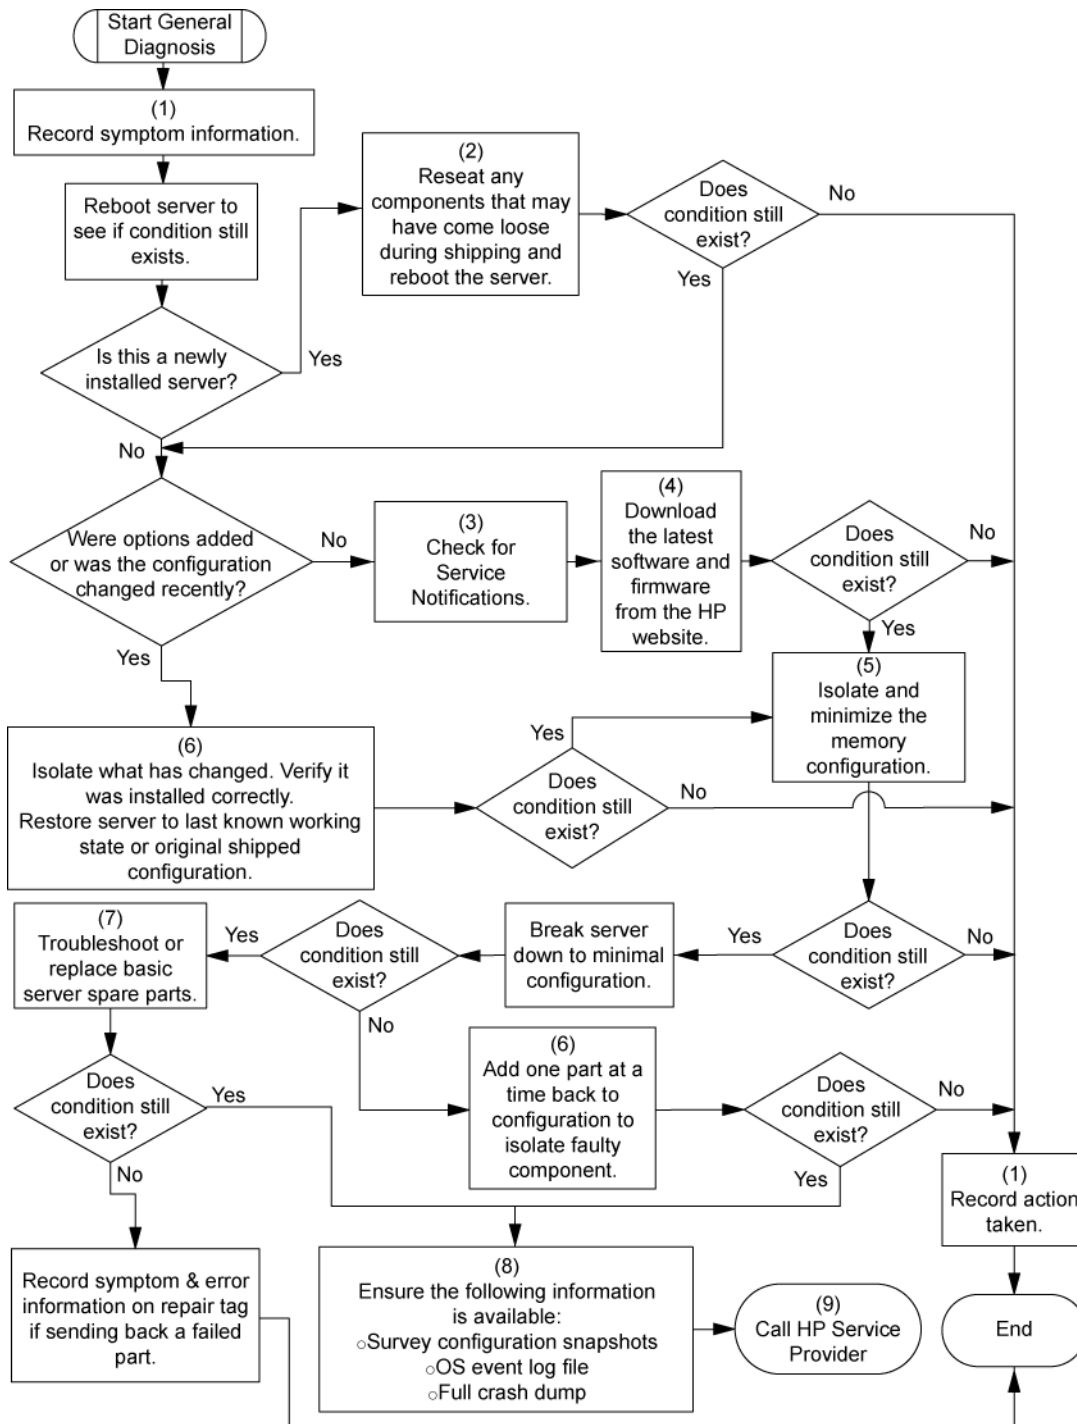 Start General
Diagnosis
(1)
Record symptom information.
Reboot server to
see if condition still
exists.
Is this a newly
installed server?
Yes
No
(2)
Reseat any
components that may
have come loose
during shipping and
reboot the server.
Does
condition still
exist?
No
Yes
Were options added
or was the configuration
changed recently?
No
Yes
(3)
Check for
Service
Notifications.
(4)
Download
the latest
software and
firmware
from the HP
website.
Does
condition still
exist?
No
Yes
(5)
Isolate and
minimize the
memory
configuration.
(6)
Isolate what has changed. Verify it
was installed correctly.
Restore server to last known working
state or original shipped
configuration.
Does
condition still
exist?
Yes
No
Does
condition still
exist?
No
Yes
Break server
down to minimal
configuration.
Does
condition still
exist?
Yes
No
(7)
Troubleshoot or
replace basic
server spare parts.
Does
condition still
exist?
Yes
No
(6)
Add one part at a
time back to
configuration to
isolate faulty
component.
Does
condition still
exist?
No
Yes
(1)
Record action
taken.
Record symptom & error
information on repair tag
if sending back a failed
part.
(8)
Ensure the following information
is available:
○Survey configuration snapshots
○OS event log file
○Full crash dump
(9)
Call HP Service
Provider
End